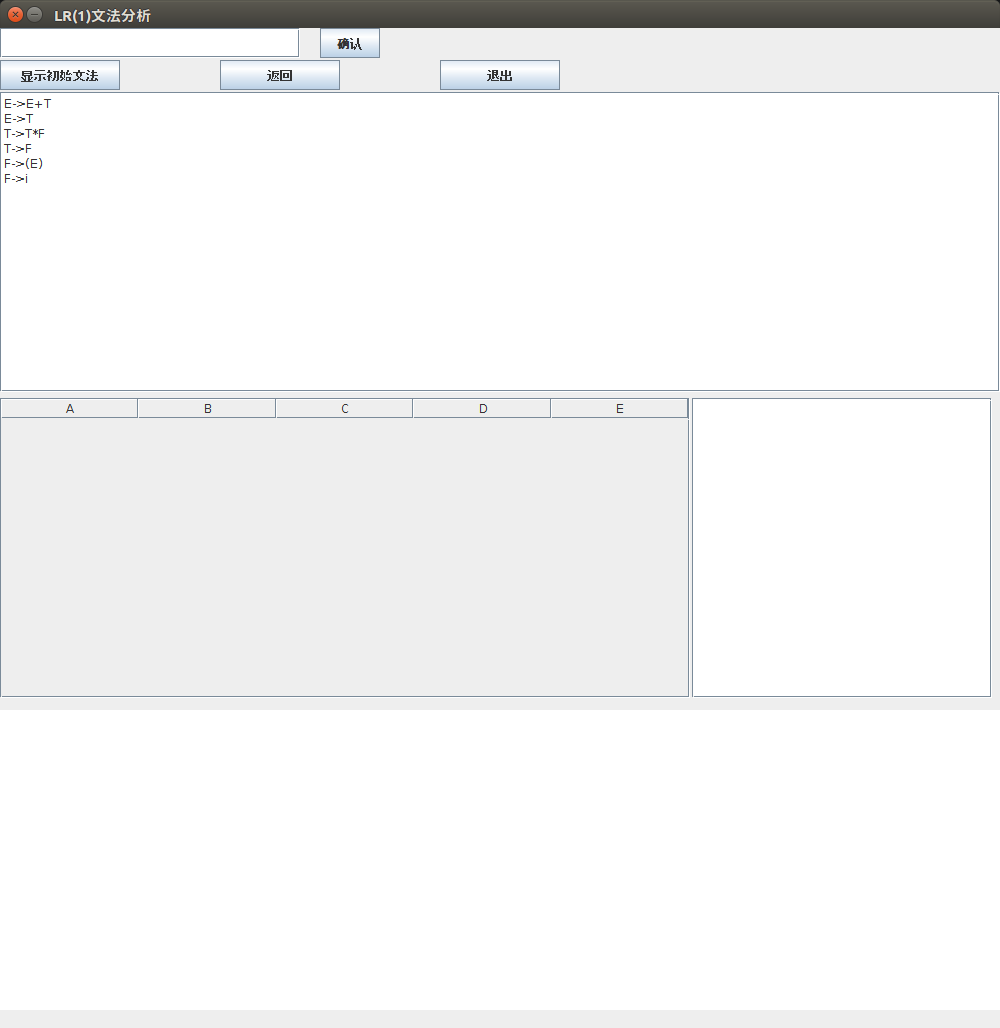 LR(1)文法分析
确认
显示初始文法 返回 退出
E->E+T
E->T
T->T*F
T->F
F->(E)
F->i
A B C D E